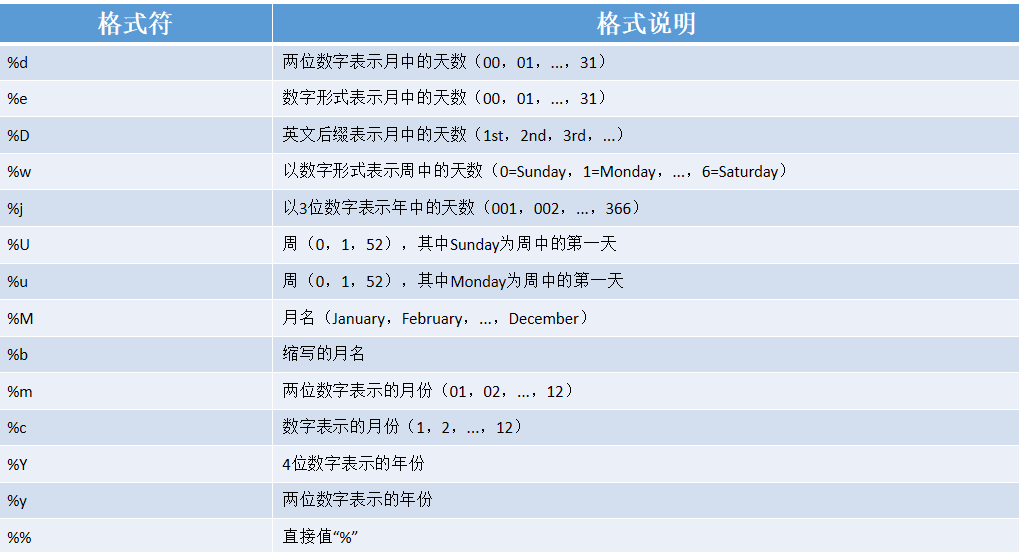 格式符 格式说明
%d 两位数字表示月中的天数（00，01，...，31）
%e 数字形式表示月中的天数（00，01，...，31）
%D 英文后缀表示月中的天数（1st，2nd，3rd，...）
%w 以数字形式表示周中的天数（0=Sunday，1=Monday，...，6=Saturday）
%j 以3位数字表示年中的天数（001，002，...，366）
%U 周（0，1，52），其中Sunday为周中的第一天
%u 周（0，1，52），其中Monday为周中的第一天
%M 月名（January，February，...，December）
%b 缩写的月名
%m 两位数字表示的月份（01，02，...，12）
%c 数字表示的月份（1，2，...，12）
%Y 4位数字表示的年份
%y 两位数字表示的年份
%% 直接值“%”